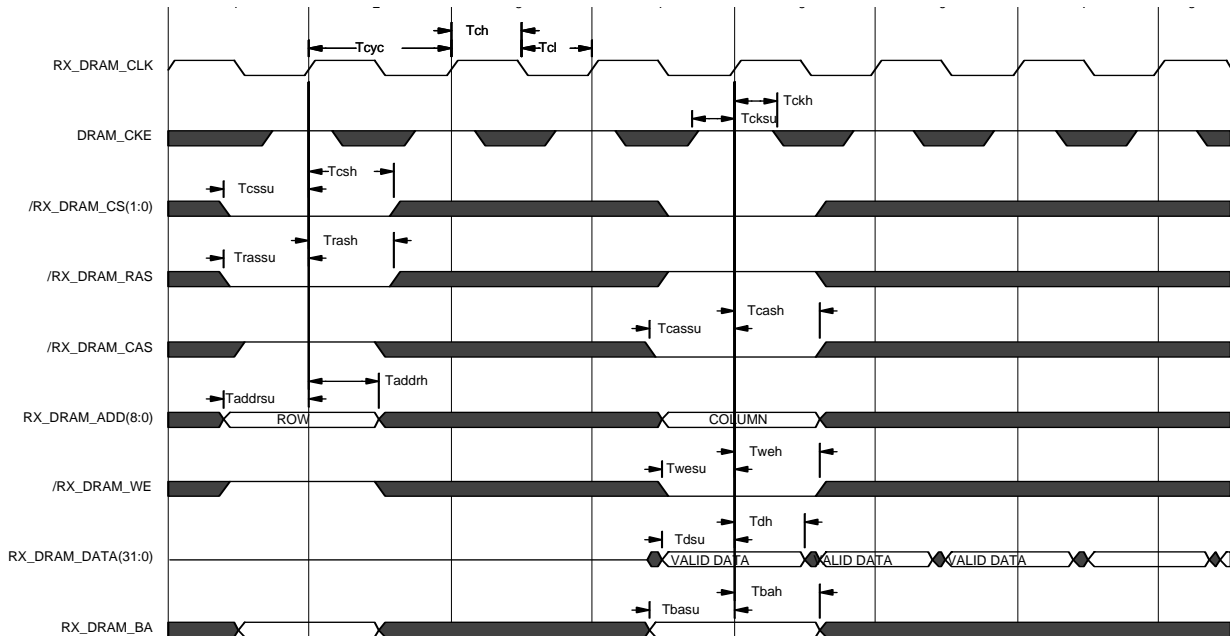 Tch
Tcyc
Tcl
RX_DRAM_CLK
Tckh
Tcksu
DRAM_CKE
Tcsh
Tcssu
/RX_DRAM_CS(1:0)
Trash
Trassu
/RX_DRAM_RAS
Tcash
Tcassu
/RX_DRAM_CAS
Taddrh
Taddrsu
RX_DRAM_ADD(8:0)
ROW
COLUMN
Tweh
Twesu
/RX_DRAM_WE
Tdh
Tdsu
RX_DRAM_DATA(31:0)
VALID DATA
VALID DATA
VALID DATA
Tbah
Tbasu
RX_DRAM_BA